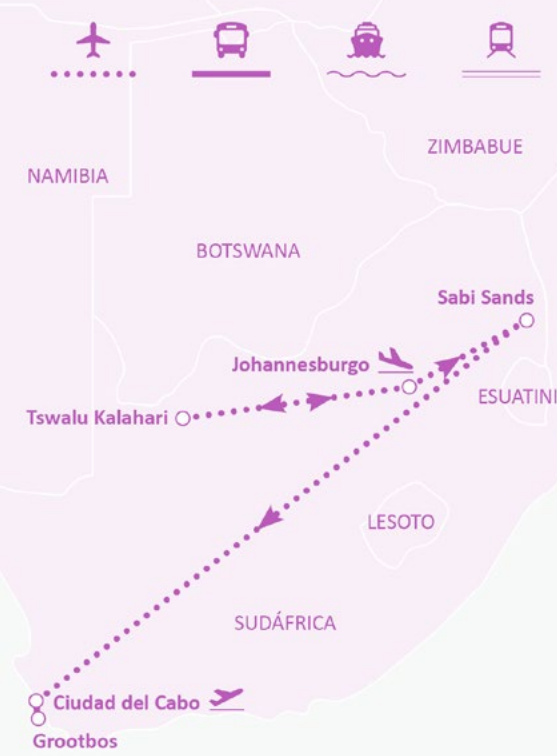 ZIMBABUE
NAMIBIA
BOTSWANA
Sabi Sands
Johannesburgo
ESUATINI
Tswalu Kalahari
LESOTO
SUDÁFRICA
Ciudad del Cabo
Grootbos